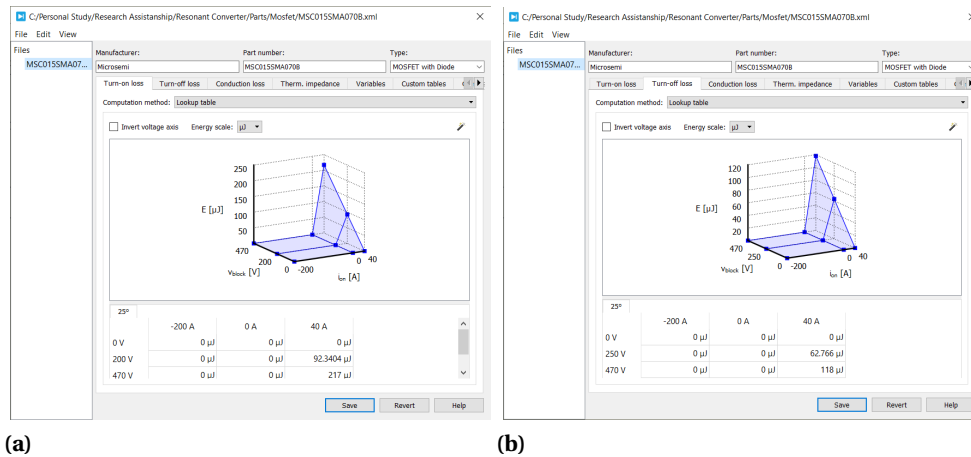 C:/Personal Study/Research Assistanship/Resonant Converter/Parts/Mosfet/MSC015SMA070B.xml
File Edit View
Files
MSC015SMA07...
Manufacturer: Part number: Type:
Microsemi MSC015SMA070B MOSFET with Diode
Turn-on loss Turn-off loss Conduction loss Therm. impedance Variables Custom tables
Computation method: Lookup table
Invert voltage axis Energy scale: µJ
250
200
150
100
50
E [µJ]
470
200
0
-200
0
40
v_block [V]
i_on [A]
25°
-200 A 0 A 40 A
0 V 0 µJ 0 µJ 0 µJ
200 V 0 µJ 0 µJ 92.3404 µJ
470 V 0 µJ 0 µJ 217 µJ
Save Revert Help
(a)
C:/Personal Study/Research Assistanship/Resonant Converter/Parts/Mosfet/MSC015SMA070B.xml
File Edit View
Files
MSC015SMA07...
Manufacturer: Part number: Type:
Microsemi MSC015SMA070B MOSFET with Diode
Turn-on loss Turn-off loss Conduction loss Therm. impedance Variables Custom tables
Computation method: Lookup table
Invert voltage axis Energy scale: µJ
120
100
80
60
40
20
E [µJ]
470
250
0
-200
0
40
v_block [V]
i_on [A]
25°
-200 A 0 A 40 A
0 V 0 µJ 0 µJ 0 µJ
250 V 0 µJ 0 µJ 62.766 µJ
470 V 0 µJ 0 µJ 118 µJ
Save Revert Help
(b)